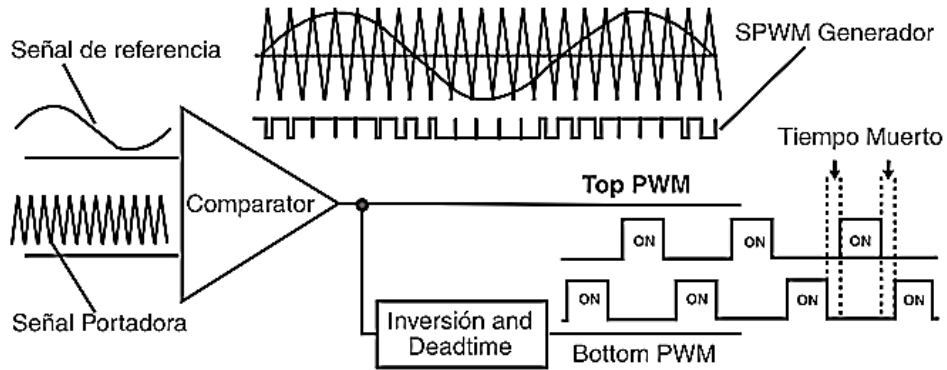 Señal de referencia
SPWM Generador
Tiempo Muerto
Comparator
Top PWM
ON
ON
ON
ON
ON
ON
ON
Señal Portadora
Inversión and
Deadtime
Bottom PWM